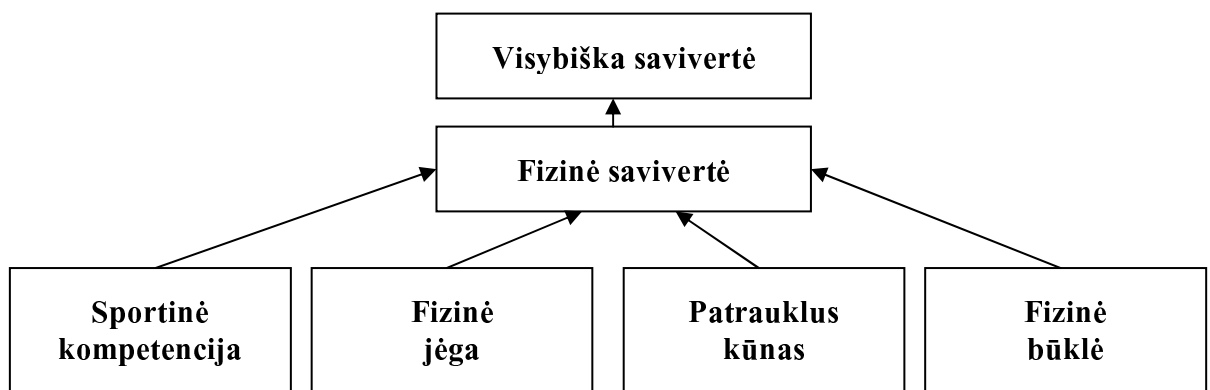 Visybiška savivertė
Fizinė savivertė
Sportinė
kompetencija
Fizinė
jėga
Patrauklus
kūnas
Fizinė
būklė